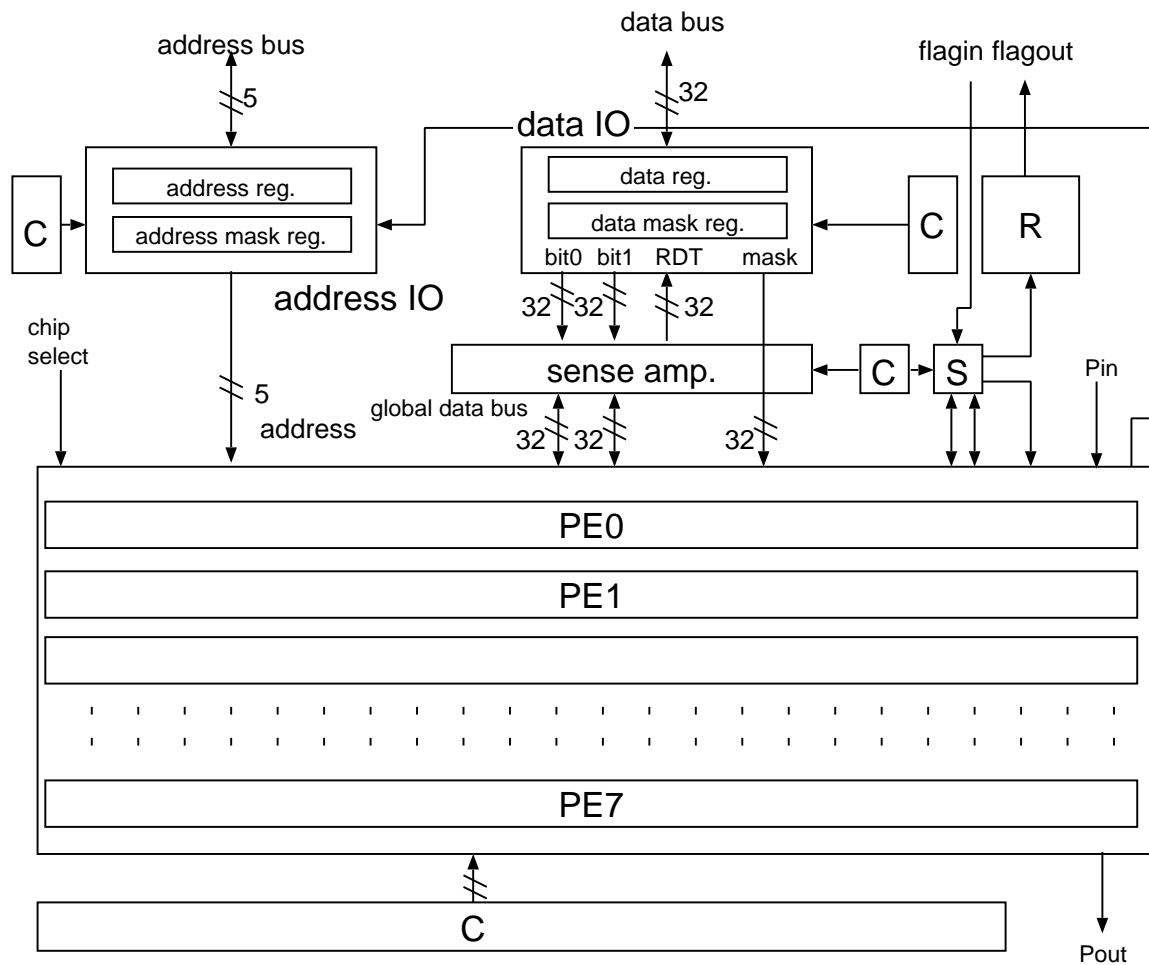 address bus
data bus
flagin flagout
5
32
data IO
address reg.
address mask reg.
data reg.
data mask reg.
bit0 bit1 RDT mask
C
C
R
address IO
32 32 32
chip
select
sense amp.
C
S
Pin
5
address
global data bus
32 32 32
PE0
PE1
PE7
C
Pout